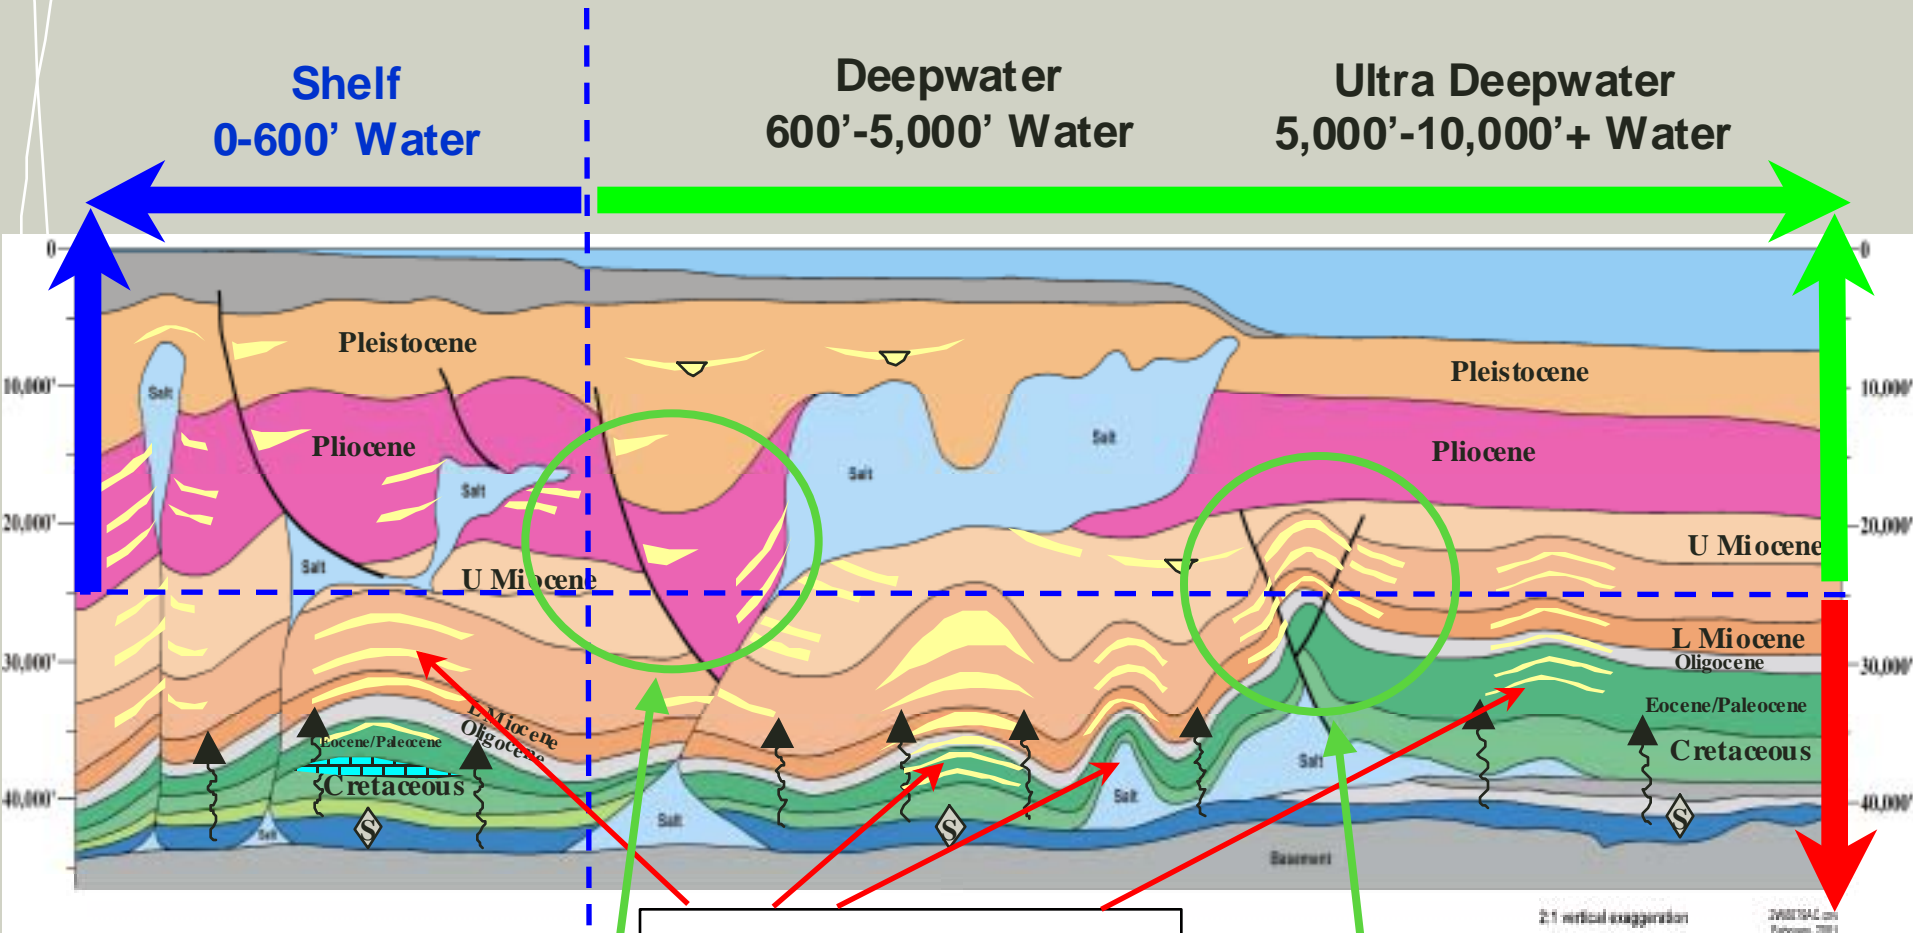 Shelf
0-600’ Water
Deepwater
600’-5,000’ Water
Ultra Deepwater
5,000’-10,000’+ Water
0
0
Pleistocene
Pleistocene
10,000'
10,000'
Salt
Pliocene
Pliocene
Salt
Salt
Salt
20,000'
20,000'
U Miocene
Salt
U Miocene
L Miocene
30,000'
Oligocene
30,000'
L Miocene
Oligocene
Eocene/Paleocene
Eocene/Paleocene
Cretaceous
Salt
Cretaceous
40,000'
Salt
40,000'
Salt
Salt
S
S
S
Basement
2:1 vertical exaggeration